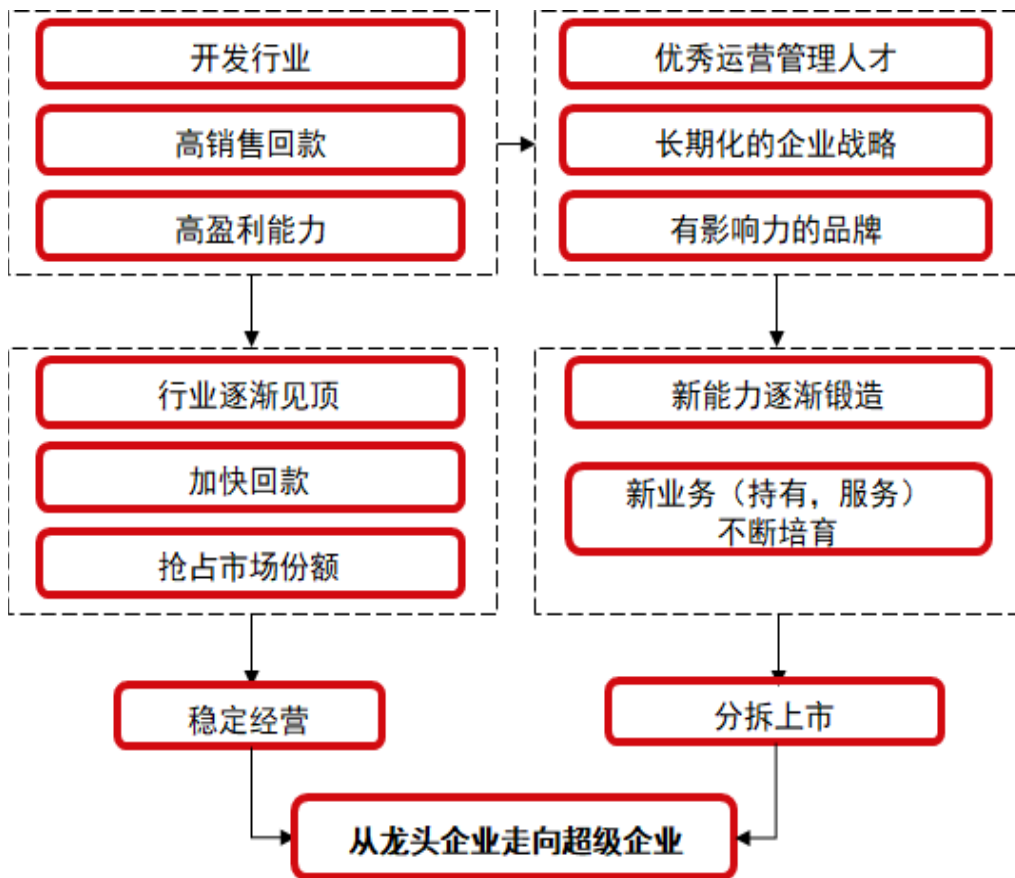 开发行业
高销售回款
高盈利能力
优秀运营管理人才
长期化的企业战略
有影响力的品牌
行业逐渐见顶
加快回款
抢占市场份额
新能力逐渐锻造
新业务（持有，服务）
不断培育
稳定经营
分拆上市
从龙头企业走向超级企业